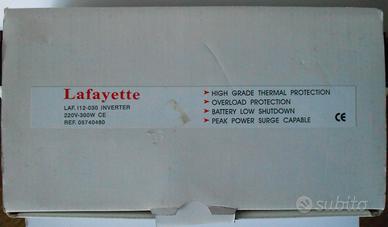 Lafayette
LAF. I12-030 INVERTER
220V-300W CE
REF. 05740480
HIGH GRADE THERMAL PROTECTION
OVERLOAD PROTECTION
BATTERY LOW SHUTDOWN
PEAK POWER SURGE CAPABLE
CE
subito